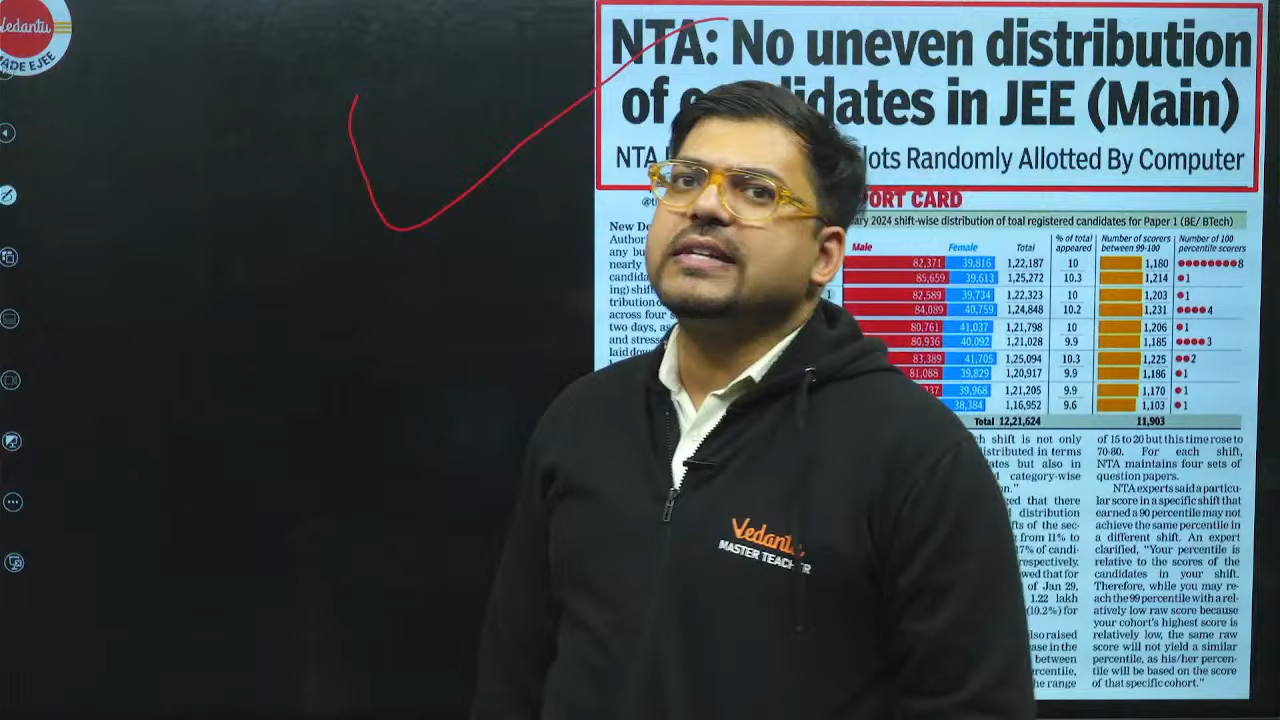 Vedantu
MADE EJEE
NTA: No uneven distribution
of candidates in JEE (Main)
NTA lots Randomly Allotted By Computer
PORT CARD
2024 shift-wise distribution of toal registered candidates for Paper 1 (BE/ BTech)
Male Female Total % of total appeared Number of scorers between 99-100 Number of 100 percentile scorers
82,371 39,816 1,22,187 10 1,180 8
85,659 39,613 1,25,272 10.3 1,214 1
1 82,589 39,734 1,22,323 10 1,203 1
84,089 40,759 1,24,848 10.2 1,231 4
80,761 41,037 1,21,798 10 1,206 1
80,936 40,092 1,21,028 9.9 1,185 3
83,389 41,705 1,25,094 10.3 1,225 2
81,088 39,829 1,20,917 9.9 1,186 1
237 39,968 1,21,205 9.9 1,170 1
38,384 1,16,952 9.6 1,103 1
Total 12,21,624 11,903
New De
Author
any bu
nearly
candida
ing) shift
tribution o
across four s
two days, as
and stress
laid down
ch shift is not only
distributed in terms
ates but also in
category-wise
on."
ged that there
distribution
fts of the sec-
from 11% to
17% of candi-
respectively.
wed that for
of Jan 29,
1.22 lakh
(10.2%) for
lso raised
ase in the
between
rcentile,
he range
of 15 to 20 but this time rose to
70-80. For each shift,
NTA maintains four sets of
question papers.
NTA experts said a particu-
lar score in a specific shift that
earned a 90 percentile may not
achieve the same percentile in
a different shift. An expert
clarified, "Your percentile is
relative to the scores of the
candidates in your shift.
Therefore, while you may re-
ach the 99 percentile with a rel-
atively low raw score because
your cohort's highest score is
relatively low, the same raw
score will not yield a similar
percentile, as his/her percen-
tile will be based on the score
of that specific cohort."
Vedantu
MASTER TEACHER